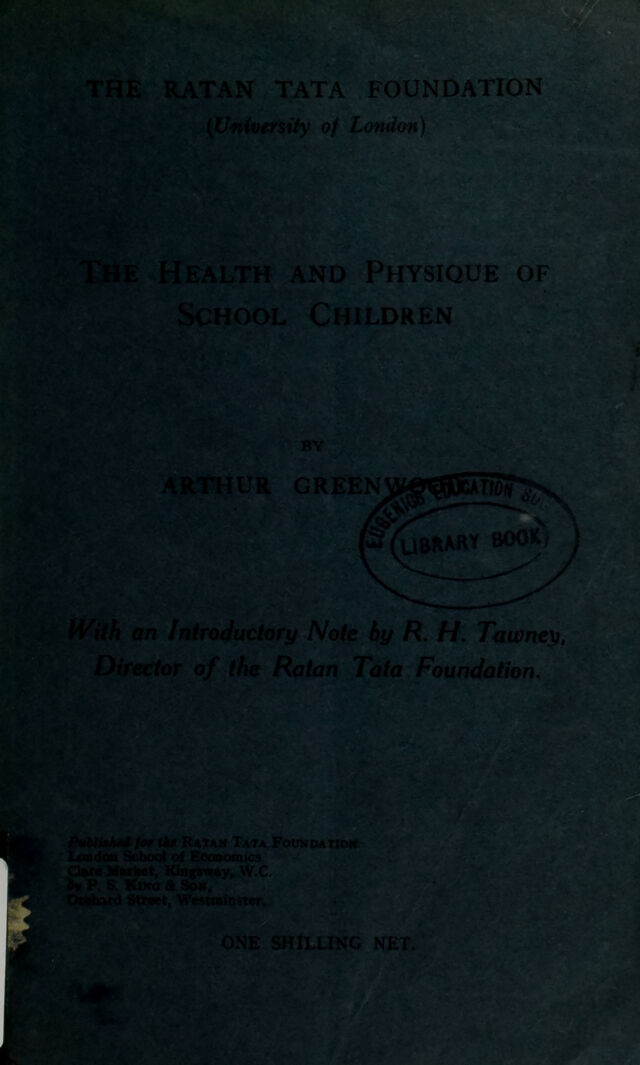 THE RATAN TATA FOUNDATION
(University of London)
THE HEALTH AND PHYSIQUE OF
SCHOOL CHILDREN
BY
ARTHUR GREENWO
EUGENICS EDUCATION SO
LIBRARY BOOK
With an Introductory Note by R. H. Tawney,
Director of the Ratan Tata Foundation.
Published for the RATAN TATA FOUNDATION
London School of Economics
Clare Market, Kingsway, W.C.
by P. S. KING & SON,
Orchard Street, Westminster.
ONE SHILLING NET.